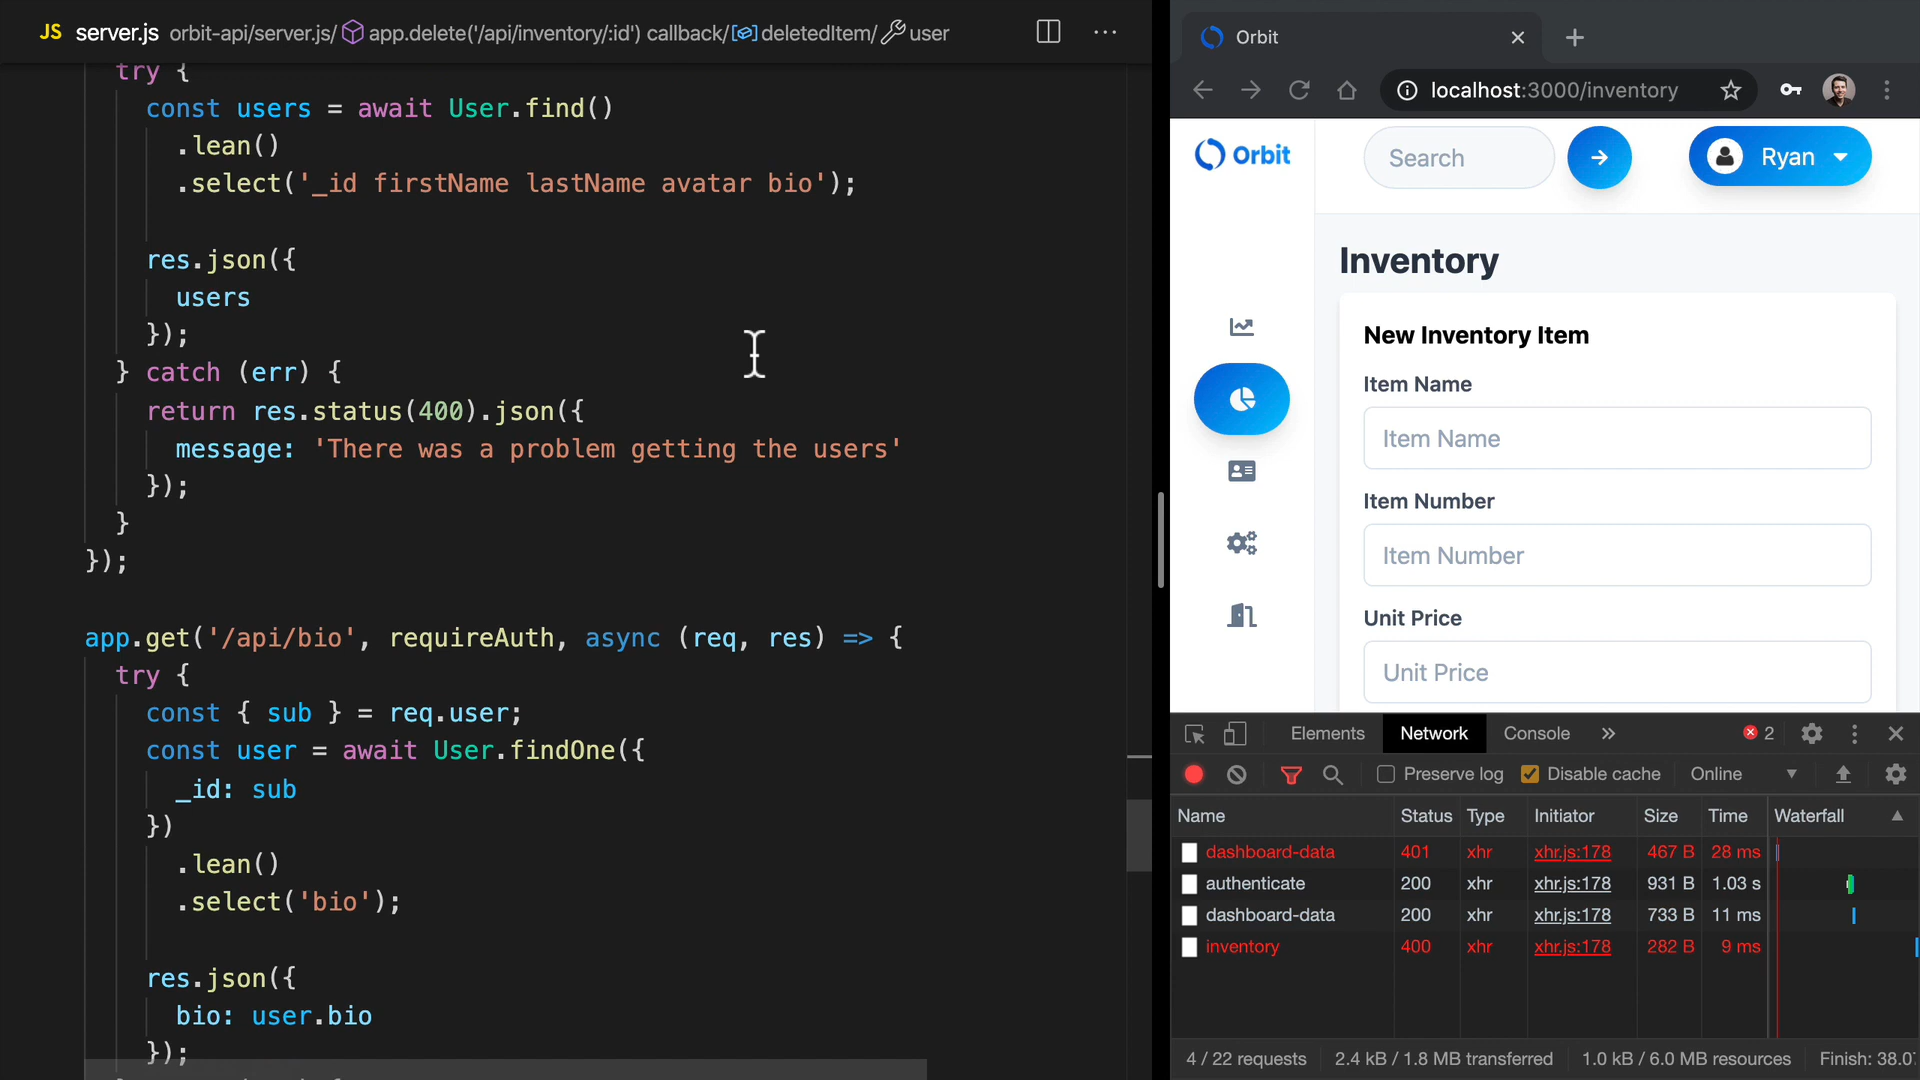 JS server.js orbit-api/server.js/ app.delete('/api/inventory/:id') callback/ deletedItem/ user
try {
const users = await User.find()
.lean()
.select('_id firstName lastName avatar bio');
res.json({
users
});
} catch (err) {
return res.status(400).json({
message: 'There was a problem getting the users'
});
}
});
app.get('/api/bio', requireAuth, async (req, res) => {
try {
const { sub } = req.user;
const user = await User.findOne({
_id: sub
})
.lean()
.select('bio');
res.json({
bio: user.bio
});
Orbit
localhost:3000/inventory
Orbit
Search
Ryan
Inventory
New Inventory Item
Item Name
Item Name
Item Number
Item Number
Unit Price
Unit Price
Elements Network Console » 2
Preserve log Disable cache Online
Name Status Type Initiator Size Time Waterfall
dashboard-data 401 xhr xhr.js:178 467 B 28 ms
authenticate 200 xhr xhr.js:178 931 B 1.03 s
dashboard-data 200 xhr xhr.js:178 733 B 11 ms
inventory 400 xhr xhr.js:178 282 B 9 ms
4 / 22 requests 2.4 kB / 1.8 MB transferred 1.0 kB / 6.0 MB resources Finish: 38.0